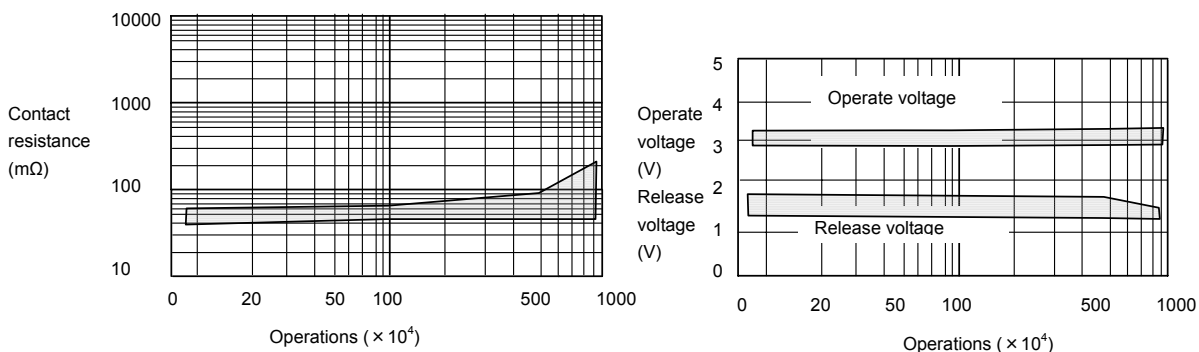 10000
1000
100
10
Contact
resistance
(mΩ)
0 20 50 100 500 1000
Operations ( × 10⁴)
5
4
3
2
1
0
Operate
voltage
(V)
Release
voltage
(V)
Operate voltage
Release voltage
0 20 50 100 500 1000
Operations ( × 10⁴)